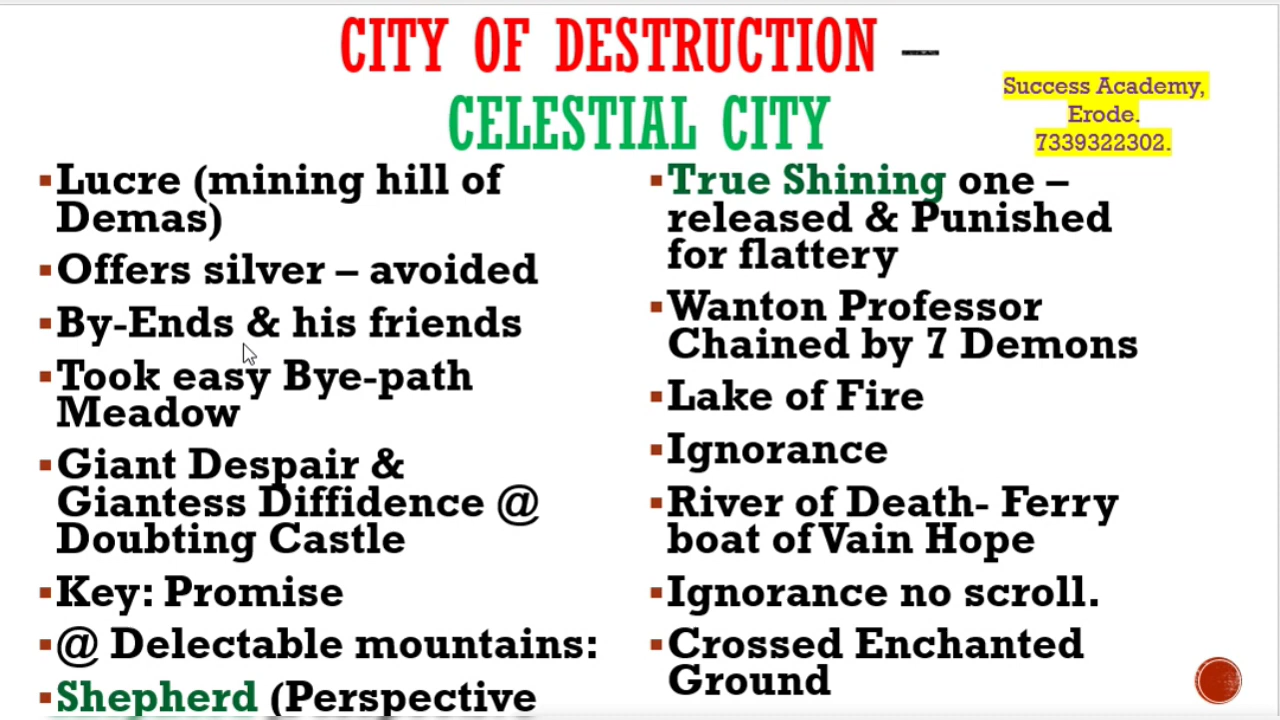 CITY OF DESTRUCTION –
CELESTIAL CITY
Success Academy,
Erode.
7339322302.
▪Lucre (mining hill of
Demas)
▪Offers silver – avoided
▪By-Ends & his friends
▪Took easy Bye-path
Meadow
▪Giant Despair &
Giantess Diffidence @
Doubting Castle
▪Key: Promise
▪@ Delectable mountains:
▪Shepherd (Perspective
▪True Shining one –
released & Punished
for flattery
▪Wanton Professor
Chained by 7 Demons
▪Lake of Fire
▪Ignorance
▪River of Death- Ferry
boat of Vain Hope
▪Ignorance no scroll.
▪Crossed Enchanted
Ground